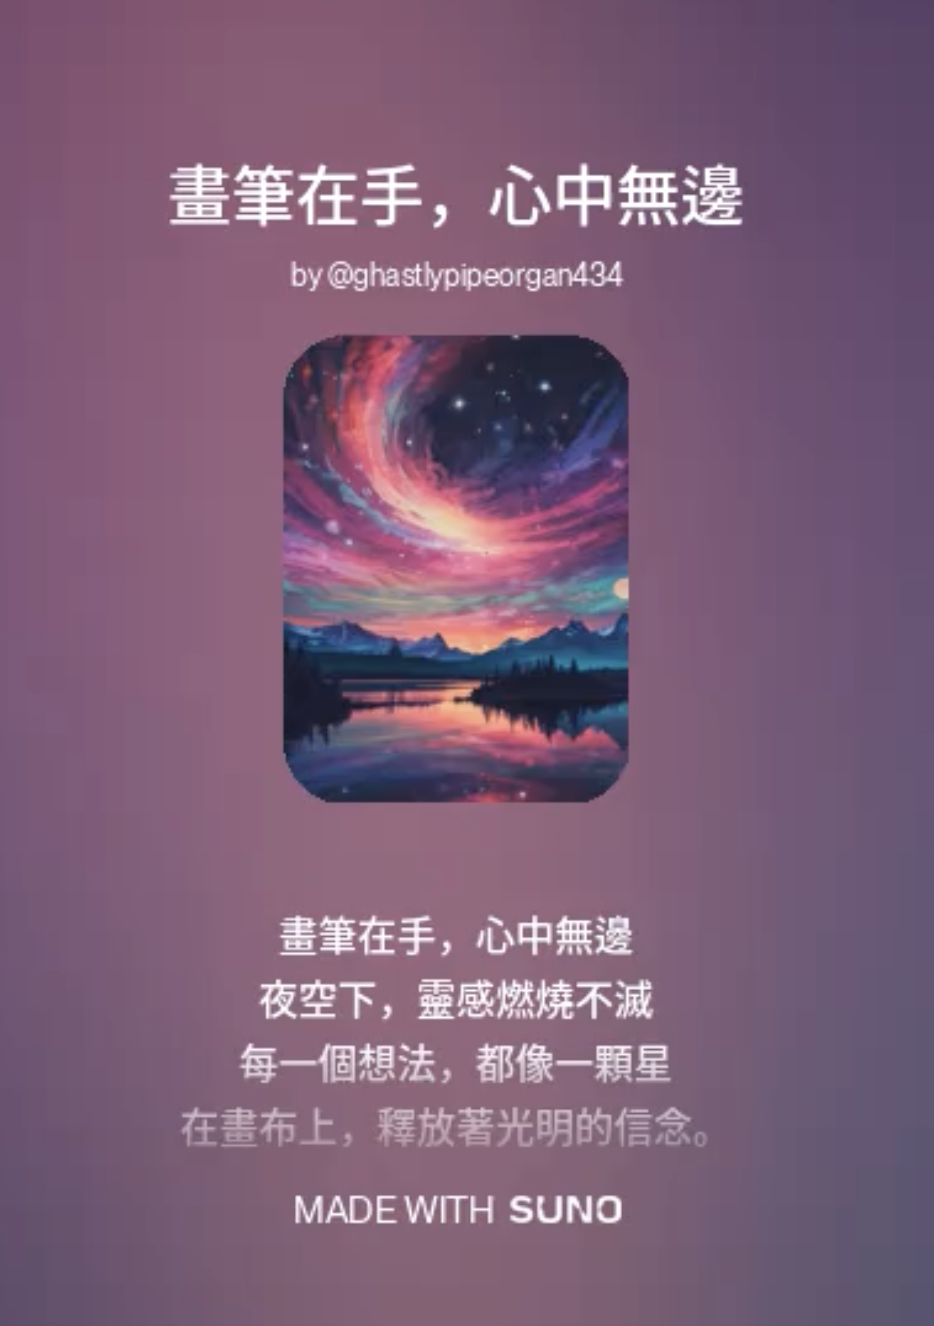 畫筆在手，心中無邊
by @ghastlypipeorgan434
畫筆在手，心中無邊
夜空下，靈感燃燒不滅
每一個想法，都像一顆星
在畫布上，釋放著光明的信念。
MADE WITH SUNO